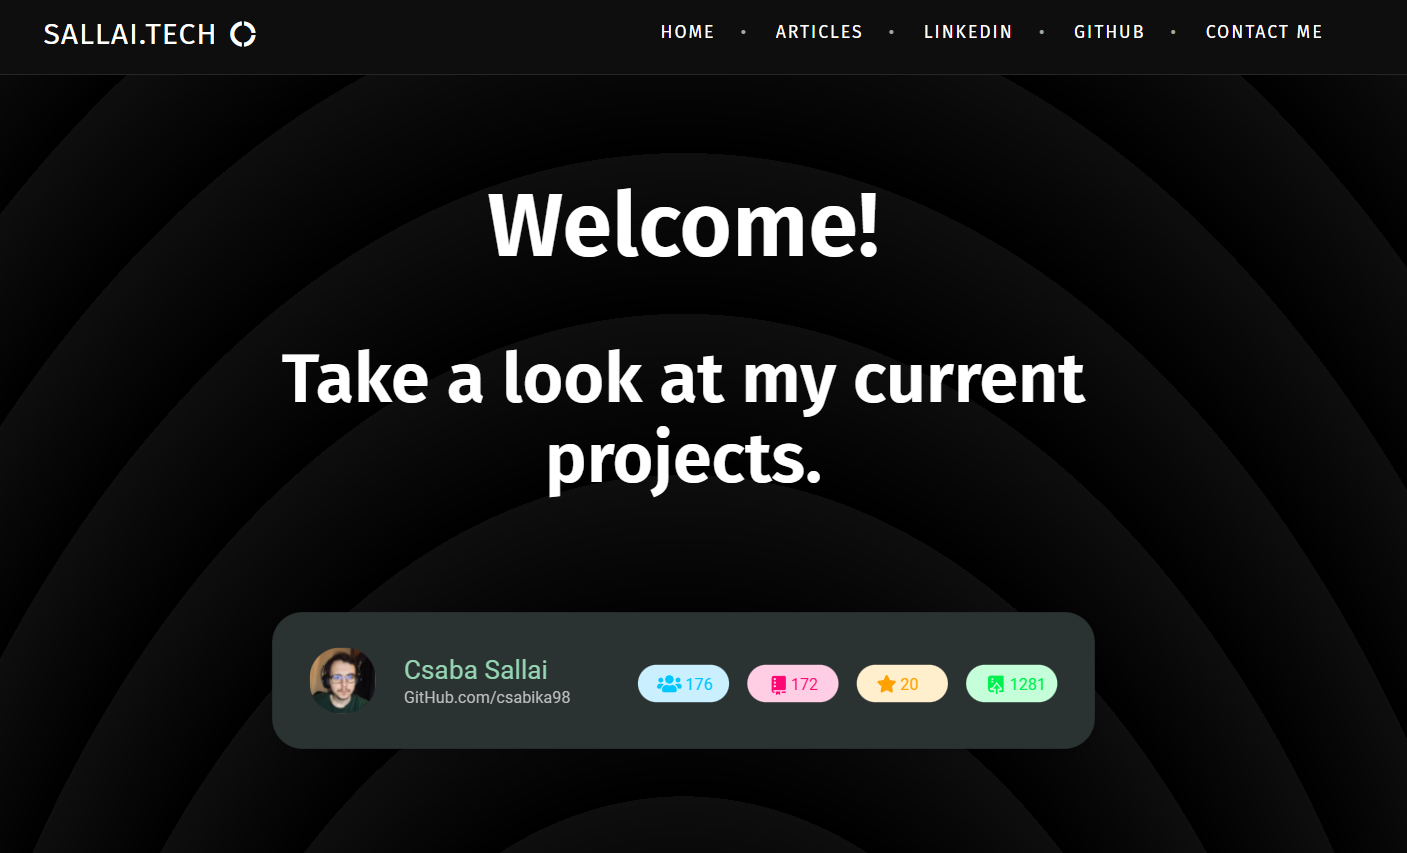 SALLAI.TECH
HOME • ARTICLES • LINKEDIN • GITHUB • CONTACT ME
Welcome!
Take a look at my current
projects.
Csaba Sallai
GitHub.com/csabika98
176 172 20 1281